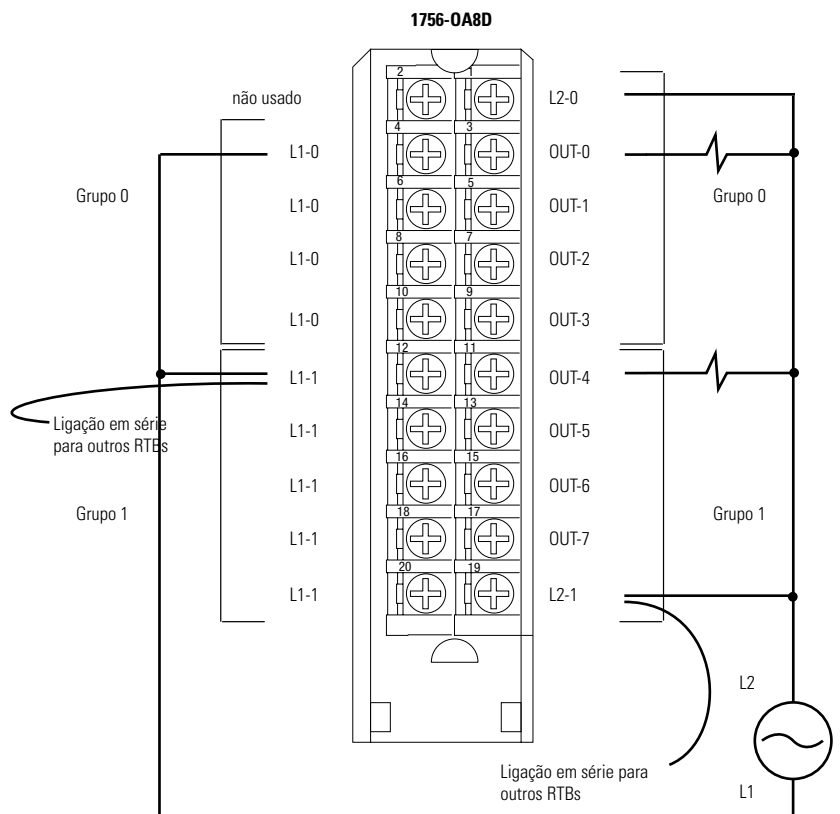 1756-OA8D
2 1
não usado L2-0
4 3
L1-0 OUT-0
Grupo 0 Grupo 0
6 5
L1-0 OUT-1
8 7
L1-0 OUT-2
10 9
L1-0 OUT-3
12 11
L1-1 OUT-4
Ligação em série
para outros RTBs
14 13
L1-1 OUT-5
16 15
L1-1 OUT-6
Grupo 1 Grupo 1
18 17
L1-1 OUT-7
20 19
L1-1 L2-1
L2
Ligação em série para
outros RTBs
L1